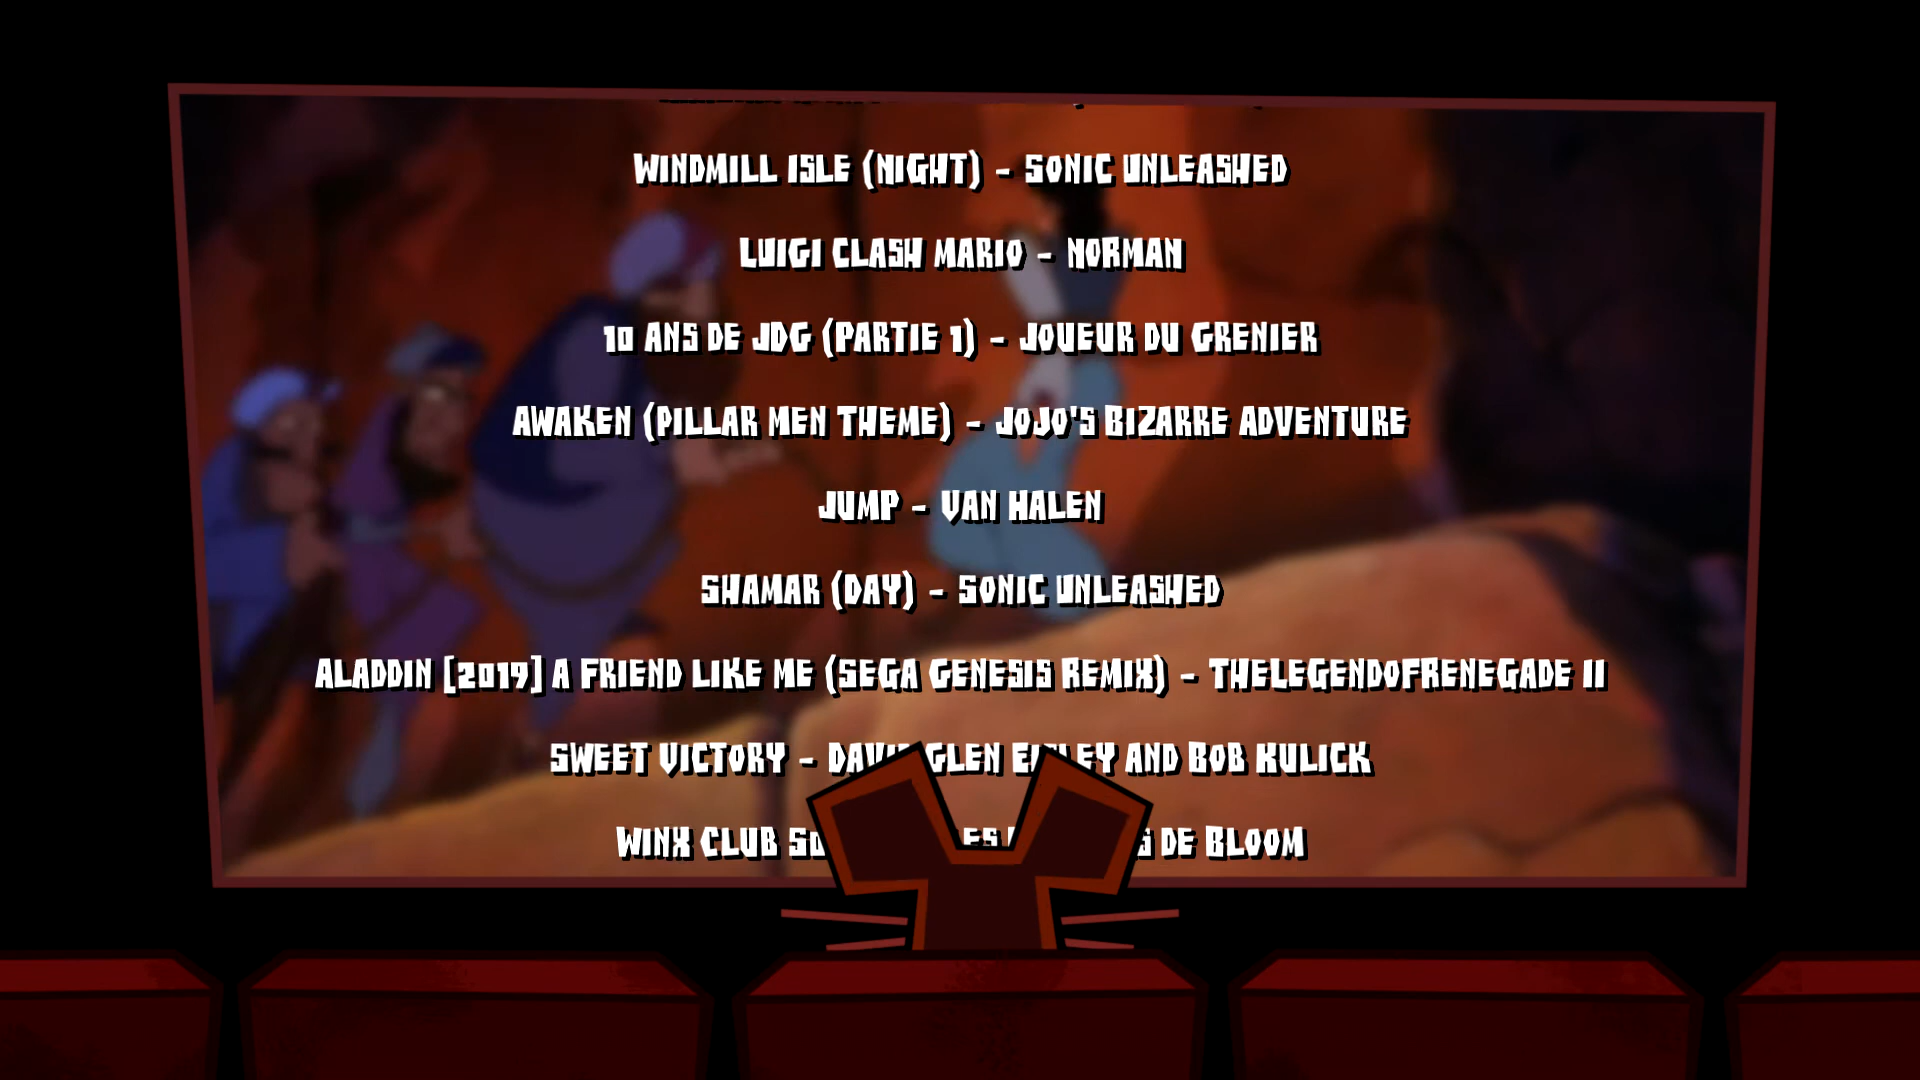 WINDMILL ISLE (NIGHT) - SONIC UNLEASHED
LUIGI CLASH MARIO - NORMAN
10 ANS DE JDG (PARTIE 1) - JOUEUR DU GRENIER
AWAKEN (PILLAR MEN THEME) - JOJO'S BIZARRE ADVENTURE
JUMP - VAN HALEN
SHAMAR (DAY) - SONIC UNLEASHED
ALADDIN [2019] A FRIEND LIKE ME (SEGA GENESIS REMIX) - THELEGENDOFRENEGADE II
SWEET VICTORY - DAVID GLEN EISLEY AND BOB KULICK
WINX CLUB DE BLOOM